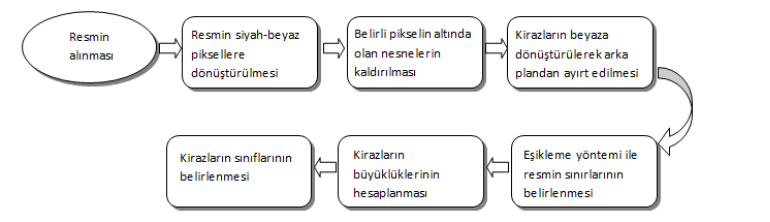 Resmin
alınması
Resmin siyah-beyaz
piksellere
dönüştürülmesi
Belirli pikselin altında
olan nesnelerin
kaldırılması
Kirazların beyaza
dönüştürülerek arka
plandan ayırt edilmesi
Eşikleme yöntemi ile
resmin sınırlarının
belirlenmesi
Kirazların
büyüklüklerinin
hesaplanması
Kirazların sınıflarının
belirlenmesi